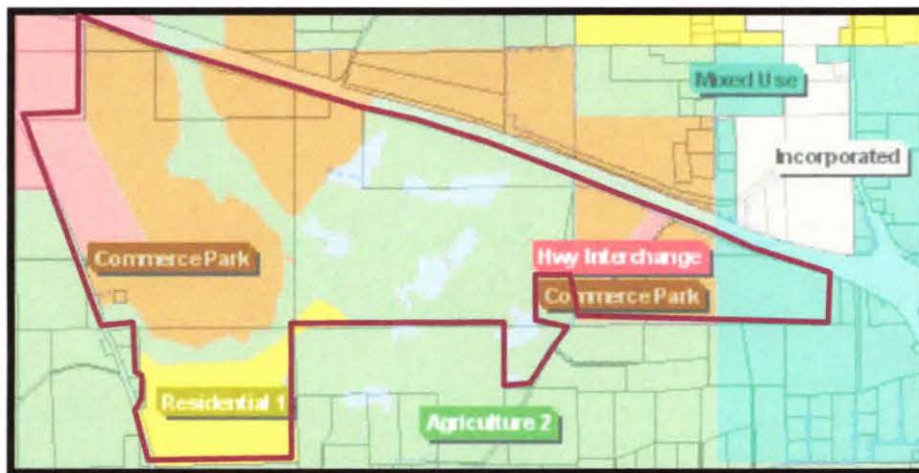 Mixed Use
Incorporated
Commerce Park
Hwy Interchange
Commerce Park
Residential 1
Agriculture 2